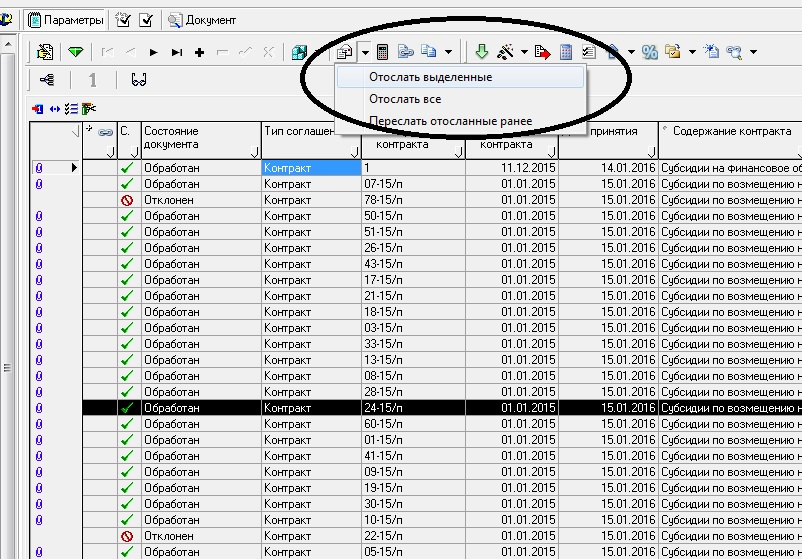 Параметры Документ
1
Отослать выделенные
Отослать все
Переслать отосланные ранее
С. Состояние документа Тип соглашен контракта контракта принятия Содержание контракта
Обработан Контракт 1 11.12.2015 14.01.2016 Субсидии на финансовое об
Обработан Контракт 07-15/п 01.01.2015 15.01.2016 Субсидии по возмещению н
Отклонен Контракт 78-15/п 01.01.2015 15.01.2016 Субсидии по возмещению н
Обработан Контракт 50-15/п 01.01.2015 15.01.2016 Субсидии по возмещению н
Обработан Контракт 51-15/п 01.01.2015 15.01.2016 Субсидии по возмещению н
Обработан Контракт 26-15/п 01.01.2015 15.01.2016 Субсидии по возмещению н
Обработан Контракт 43-15/п 01.01.2015 15.01.2016 Субсидии по возмещению н
Обработан Контракт 17-15/п 01.01.2015 15.01.2016 Субсидии по возмещению н
Обработан Контракт 21-15/п 01.01.2015 15.01.2016 Субсидии по возмещению н
Обработан Контракт 18-15/п 01.01.2015 15.01.2016 Субсидии по возмещению н
Обработан Контракт 03-15/п 01.01.2015 15.01.2016 Субсидии по возмещению н
Обработан Контракт 33-15/п 01.01.2015 15.01.2016 Субсидии по возмещению н
Обработан Контракт 13-15/п 01.01.2015 15.01.2016 Субсидии по возмещению н
Обработан Контракт 08-15/п 01.01.2015 15.01.2016 Субсидии по возмещению н
Обработан Контракт 28-15/п 01.01.2015 15.01.2016 Субсидии по возмещению н
Обработан Контракт 24-15/п 01.01.2015 15.01.2016 Субсидии по возмещению н
Обработан Контракт 60-15/п 01.01.2015 15.01.2016 Субсидии по возмещению н
Обработан Контракт 01-15/п 01.01.2015 15.01.2016 Субсидии по возмещению н
Обработан Контракт 41-15/п 01.01.2015 15.01.2016 Субсидии по возмещению н
Обработан Контракт 09-15/п 01.01.2015 15.01.2016 Субсидии по возмещению н
Обработан Контракт 19-15/п 01.01.2015 15.01.2016 Субсидии по возмещению н
Обработан Контракт 30-15/п 01.01.2015 15.01.2016 Субсидии по возмещению н
Обработан Контракт 10-15/п 01.01.2015 15.01.2016 Субсидии по возмещению н
Отклонен Контракт 22-15/п 01.01.2015 15.01.2016 Субсидии по возмещению н
Обработан Контракт 05-15/п 01.01.2015 15.01.2016 Субсидии по возмещению н